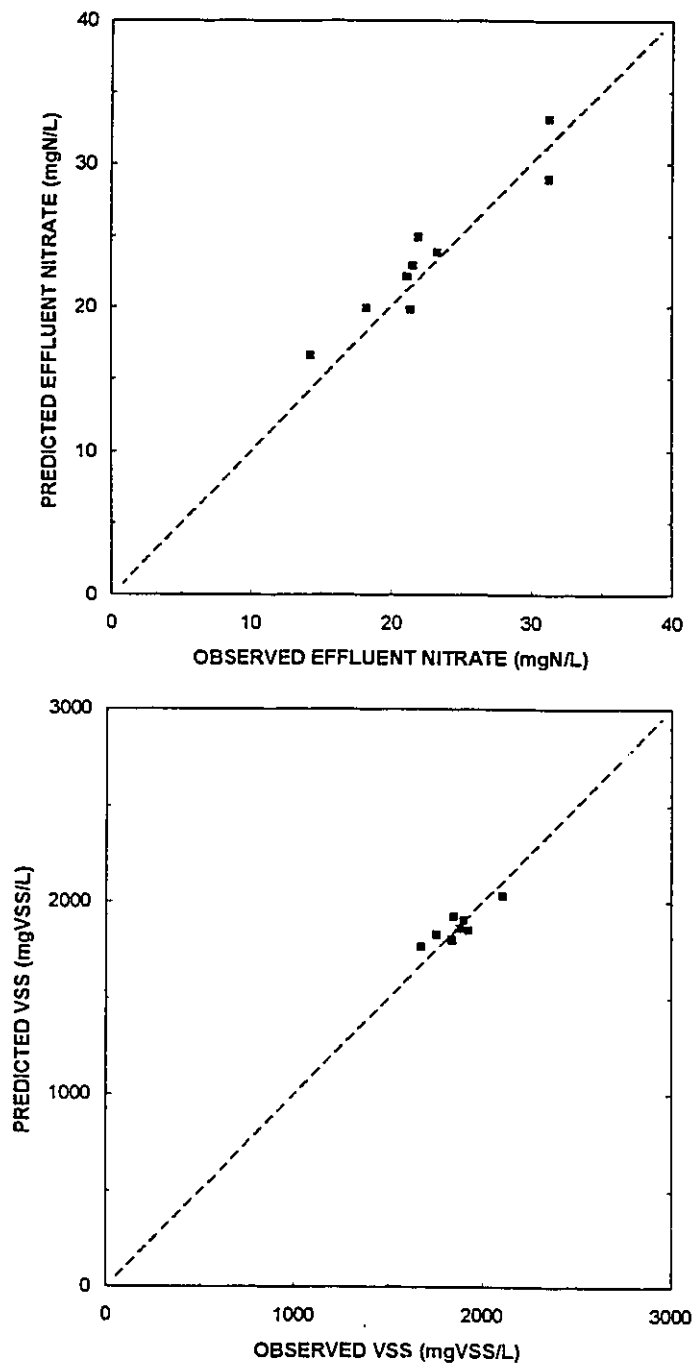 40
30
20
10
0
PREDICTED EFFLUENT NITRATE (mgN/L)
0 10 20 30 40
OBSERVED EFFLUENT NITRATE (mgN/L)
3000
2000
1000
0
PREDICTED VSS (mgVSS/L)
0 1000 2000 3000
OBSERVED VSS (mgVSS/L)